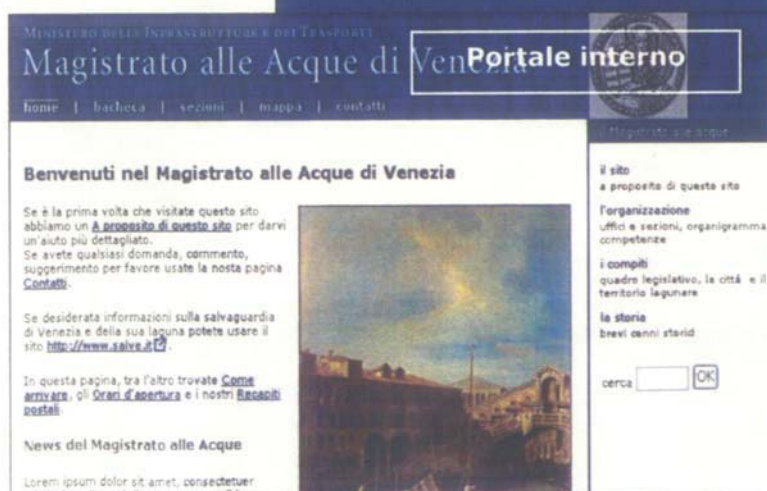 MINISTERO DELLE INFRASTRUTTURE E DEI TRASPORTI
Magistrato alle Acque di Venezia
Portale interno
home | bacheca | sezioni | mappa | contatti
il Magistrato alle acque
Benvenuti nel Magistrato alle Acque di Venezia
Se è la prima volta che visitate questo sito
abbiamo un A proposito di questo sito per darvi
un'aiuto più dettagliato.
Se avete qualsiasi domanda, commento,
suggerimento per favore usate la nosta pagina
Contatti.
Se desiderata informazioni sulla salvaguardia
di Venezia e della sua laguna potete usare il
sito http://www.salve.it.
In questa pagina, tra l'altro trovate Come
arrivare, gli Orari d'apertura e i nostri Recapiti
postali.
News del Magistrato alle Acque
Lorem ipsum dolor sit amet, consectetuer
il sito
a proposito di questo sito
l'organizzazione
uffici e sezioni, organigramma
competenze
i compiti
quadro legislativo, la cittá e il
territorio lagunare
la storia
brevi cenni storici
cerca OK